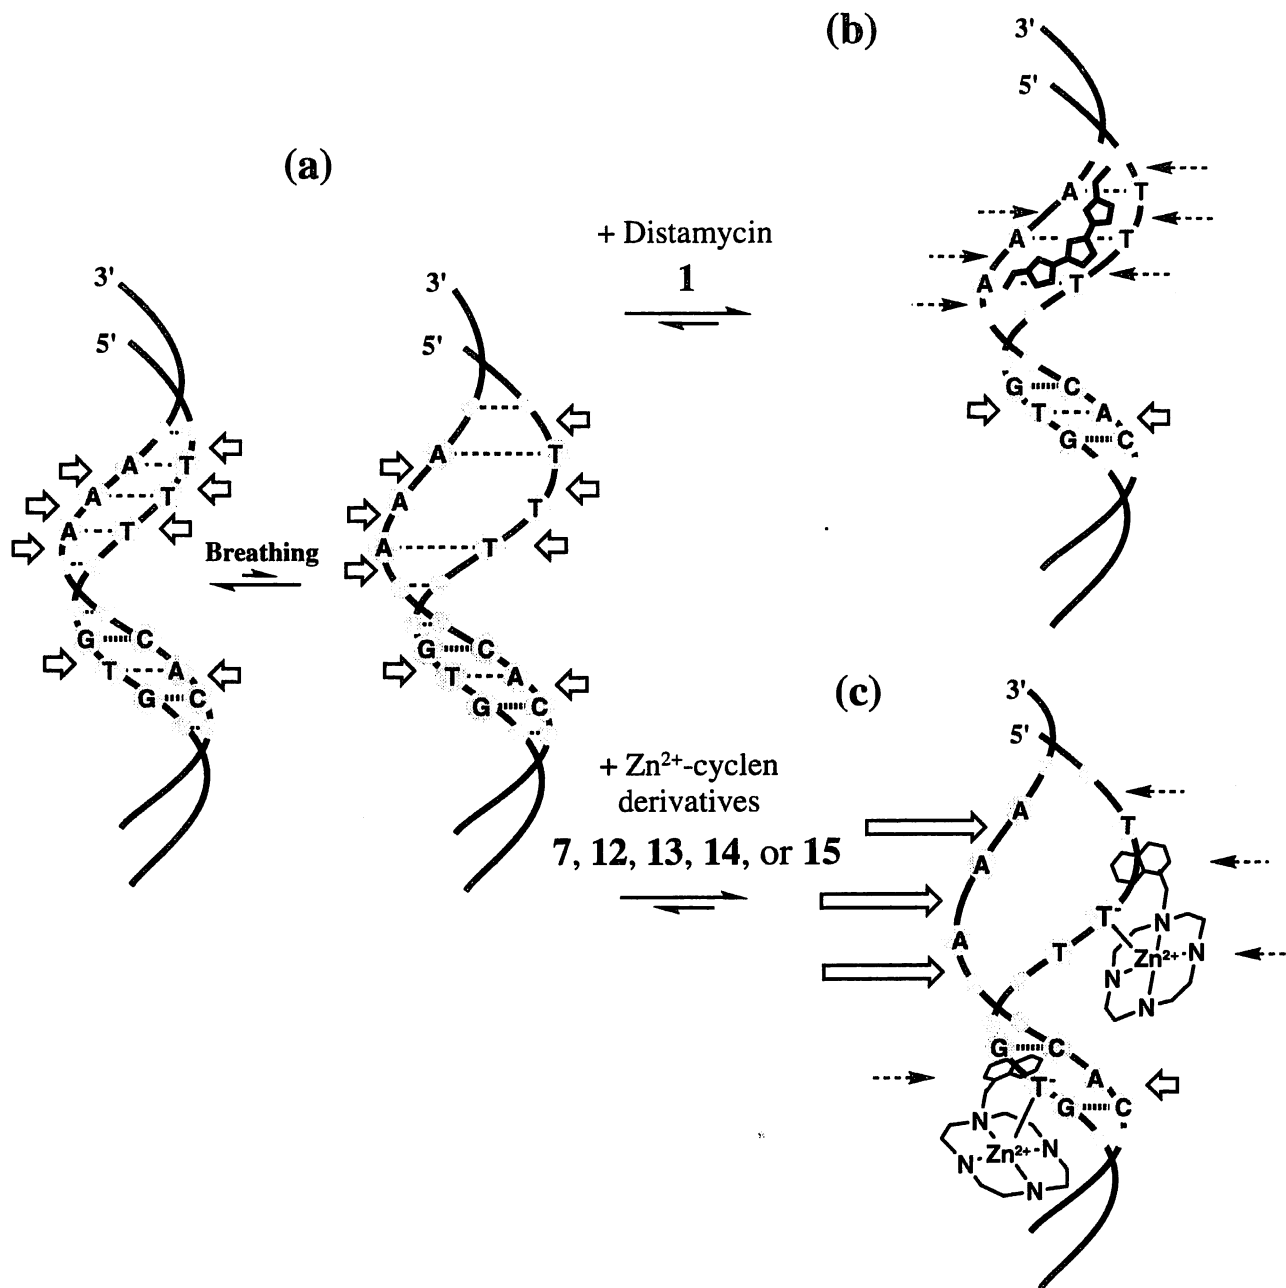 (a)
3'
5'
A T
A T
A T
G C
T A
G C
Breathing
3'
5'
A T
A T
A T
G C
T A
G C
+ Distamycin
1
(b)
3'
5'
A T
A T
A T
G C
T A
G C
+ Zn²⁺-cyclen
derivatives
7, 12, 13, 14, or 15
(c)
3'
5'
A T
A
T⁻
A T
N
Zn²⁺ N
N
N
G C
T⁻ A
G C
N
Zn²⁺ N
N
N